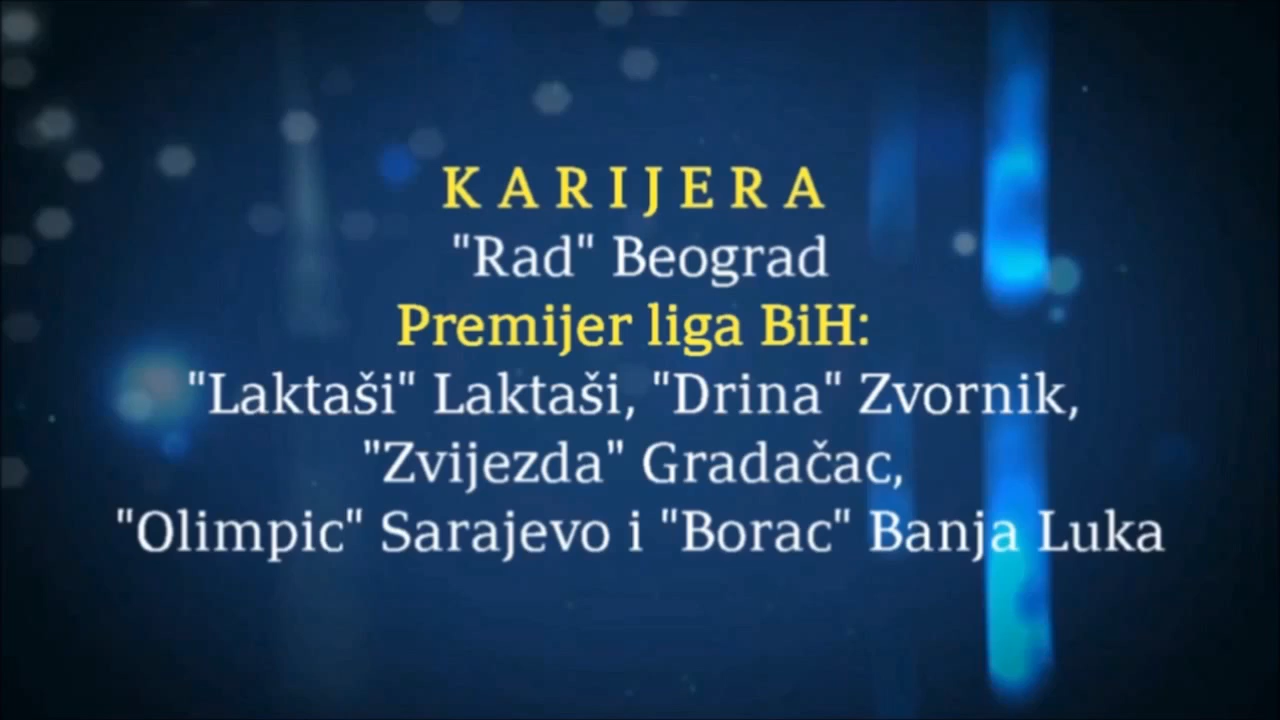 K A R I J E R A
"Rad" Beograd
Premijer liga BiH:
"Laktaši" Laktaši, "Drina" Zvornik,
"Zvijezda" Gradačac,
"Olimpic" Sarajevo i "Borac" Banja Luka